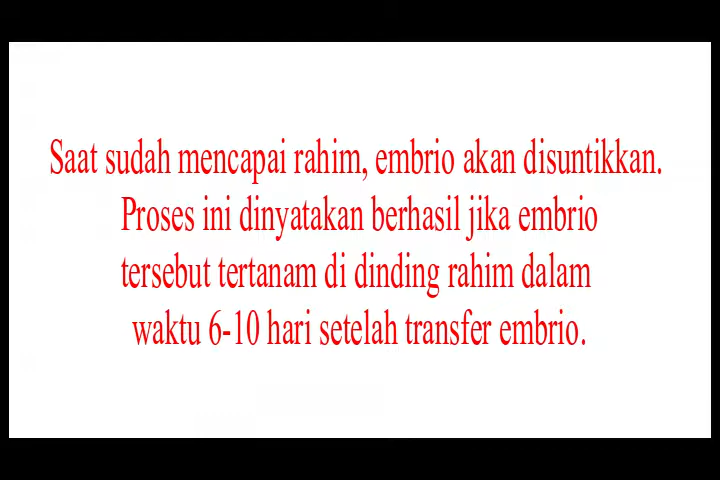 Saat sudah mencapai rahim, embrio akan disuntikkan.
Proses ini dinyatakan berhasil jika embrio
tersebut tertanam di dinding rahim dalam
waktu 6-10 hari setelah transfer embrio.